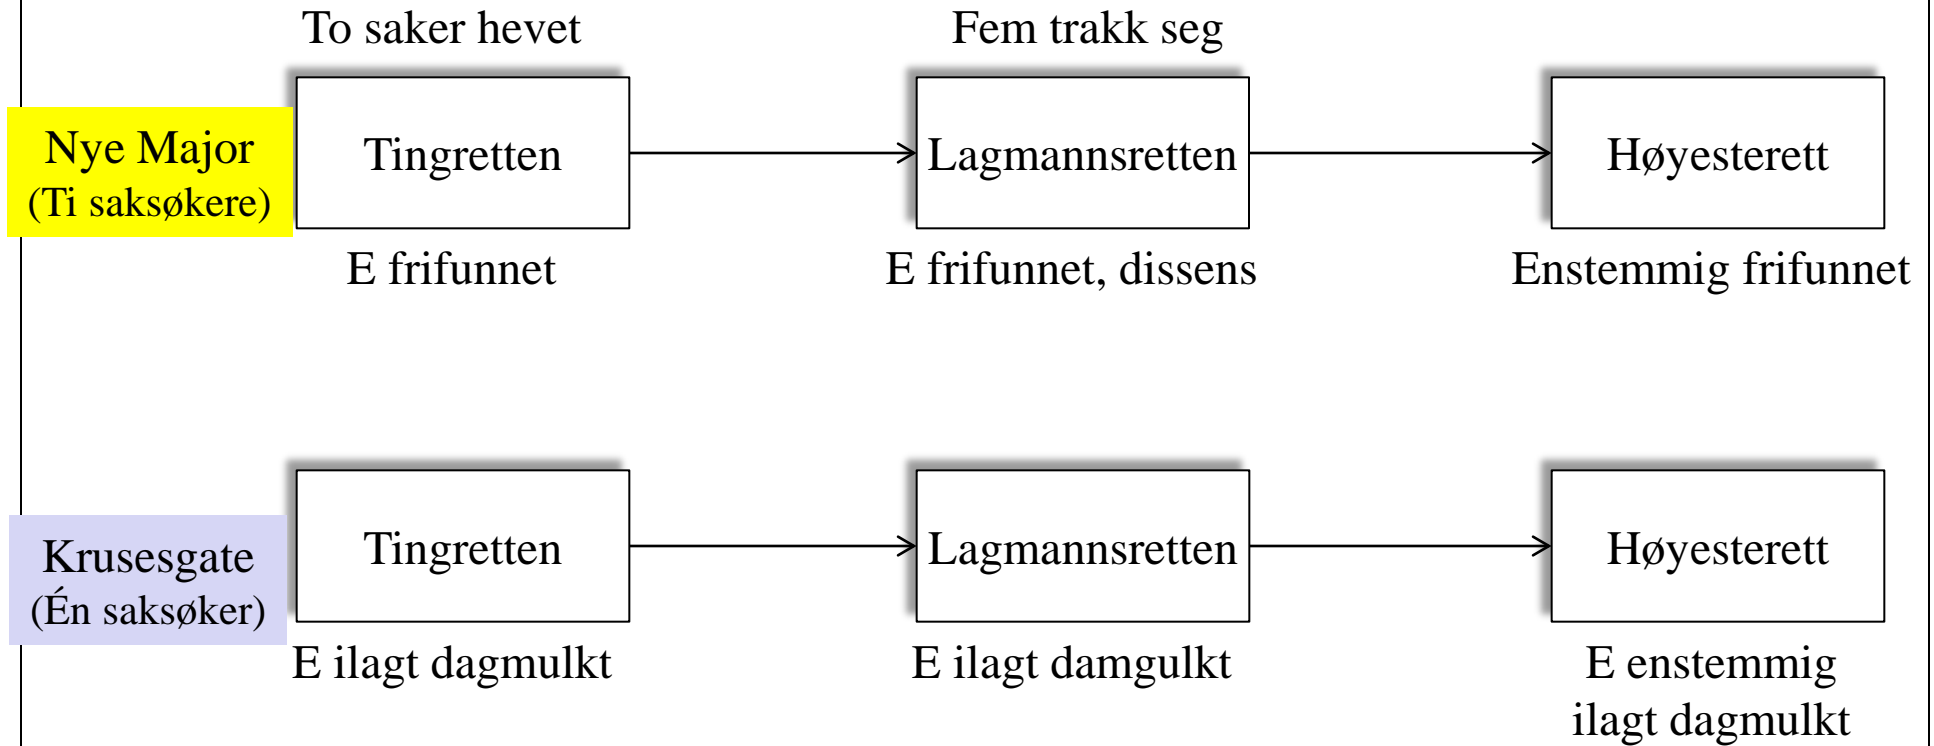 To saker hevet
Fem trakk seg
Nye Major
(Ti saksøkere)
Tingretten
Lagmannsretten
Høyesterett
E frifunnet
E frifunnet, dissens
Enstemmig frifunnet
Krusesgate
(Én saksøker)
Tingretten
Lagmannsretten
Høyesterett
E ilagt dagmulkt
E ilagt damgulkt
E enstemmig
ilagt dagmulkt